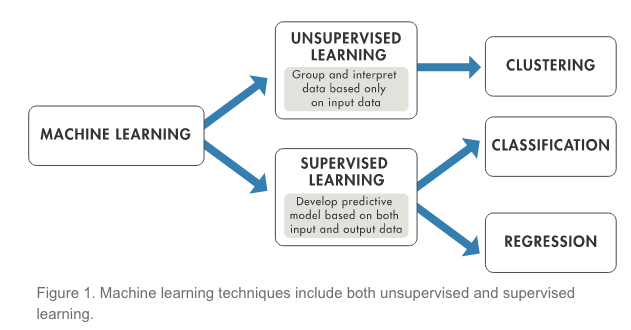 MACHINE LEARNING
UNSUPERVISED
LEARNING
Group and interpret
data based only
on input data
SUPERVISED
LEARNING
Develop predictive
model based on both
input and output data
CLUSTERING
CLASSIFICATION
REGRESSION
Figure 1. Machine learning techniques include both unsupervised and supervised
learning.